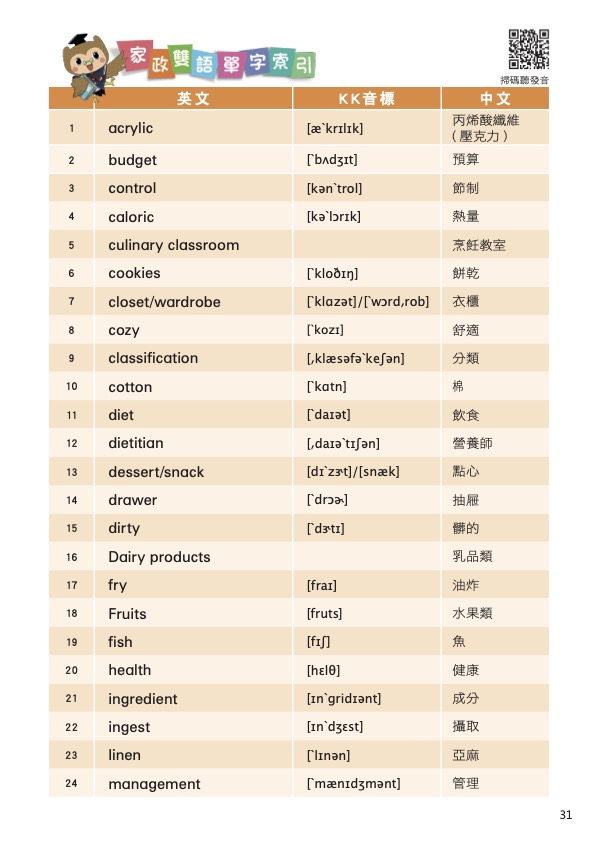 家政雙語單字索引
掃碼聽發音
英文 KK音標 中文
1 acrylic [æˋkrɪlɪk] 丙烯酸纖維
(壓克力)
2 budget [ˋbʌdʒɪt] 預算
3 control [kənˋtrol] 節制
4 caloric [kəˋlɔrɪk] 熱量
5 culinary classroom 烹飪教室
6 cookies [ˋkloðɪŋ] 餅乾
7 closet/wardrobe [ˋklɑzət]/[ˋwɔrdˏrob] 衣櫃
8 cozy [ˋkozɪ] 舒適
9 classification [ˏklæsəfəˋkeʃən] 分類
10 cotton [ˋkɑtn] 棉
11 diet [ˋdaɪət] 飲食
12 dietitian [ˏdaɪəˋtɪʃən] 營養師
13 dessert/snack [dɪˋzɝt]/[snæk] 點心
14 drawer [ˋdrɔɚ] 抽屜
15 dirty [ˋdɝtɪ] 髒的
16 Dairy products 乳品類
17 fry [fraɪ] 油炸
18 Fruits [fruts] 水果類
19 fish [fɪʃ] 魚
20 health [hɛlθ] 健康
21 ingredient [ɪnˋgridɪənt] 成分
22 ingest [ɪnˋdʒɛst] 攝取
23 linen [ˋlɪnən] 亞麻
24 management [ˋmænɪdʒmənt] 管理
31